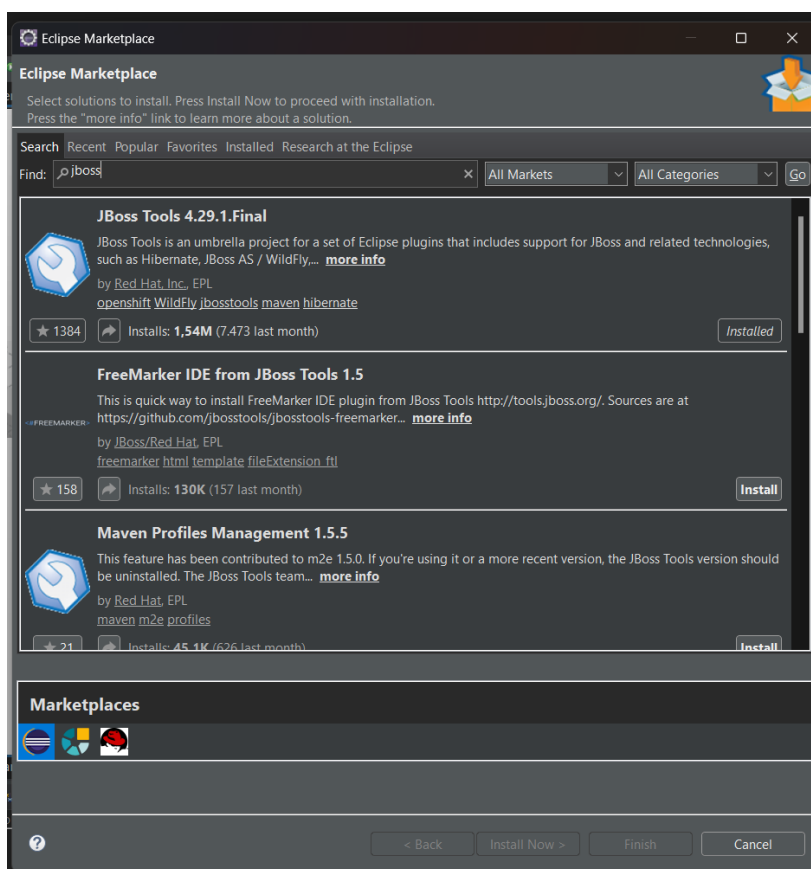 Eclipse Marketplace
Eclipse Marketplace
Select solutions to install. Press Install Now to proceed with installation.
Press the "more info" link to learn more about a solution.
Search Recent Popular Favorites Installed Research at the Eclipse
Find: jboss All Markets All Categories Go
JBoss Tools 4.29.1.Final
JBoss Tools is an umbrella project for a set of Eclipse plugins that includes support for JBoss and related technologies,
such as Hibernate, JBoss AS / WildFly,... more info
by Red Hat, Inc., EPL
openshift WildFly jbosstools maven hibernate
1384 Installs: 1,54M (7.473 last month) Installed
FreeMarker IDE from JBoss Tools 1.5
This is quick way to install FreeMarker IDE plugin from JBoss Tools http://tools.jboss.org/. Sources are at
<#FREEMARKER> https://github.com/jbosstools/jbosstools-freemarker... more info
by JBoss/Red Hat, EPL
freemarker html template fileExtension_ftl
158 Installs: 130K (157 last month) Install
Maven Profiles Management 1.5.5
This feature has been contributed to m2e 1.5.0. If you're using it or a more recent version, the JBoss Tools version should
be uninstalled. The JBoss Tools team... more info
by Red Hat, EPL
maven m2e profiles
21 Installs: 45,1K (626 last month) Install
Marketplaces
? < Back Install Now > Finish Cancel